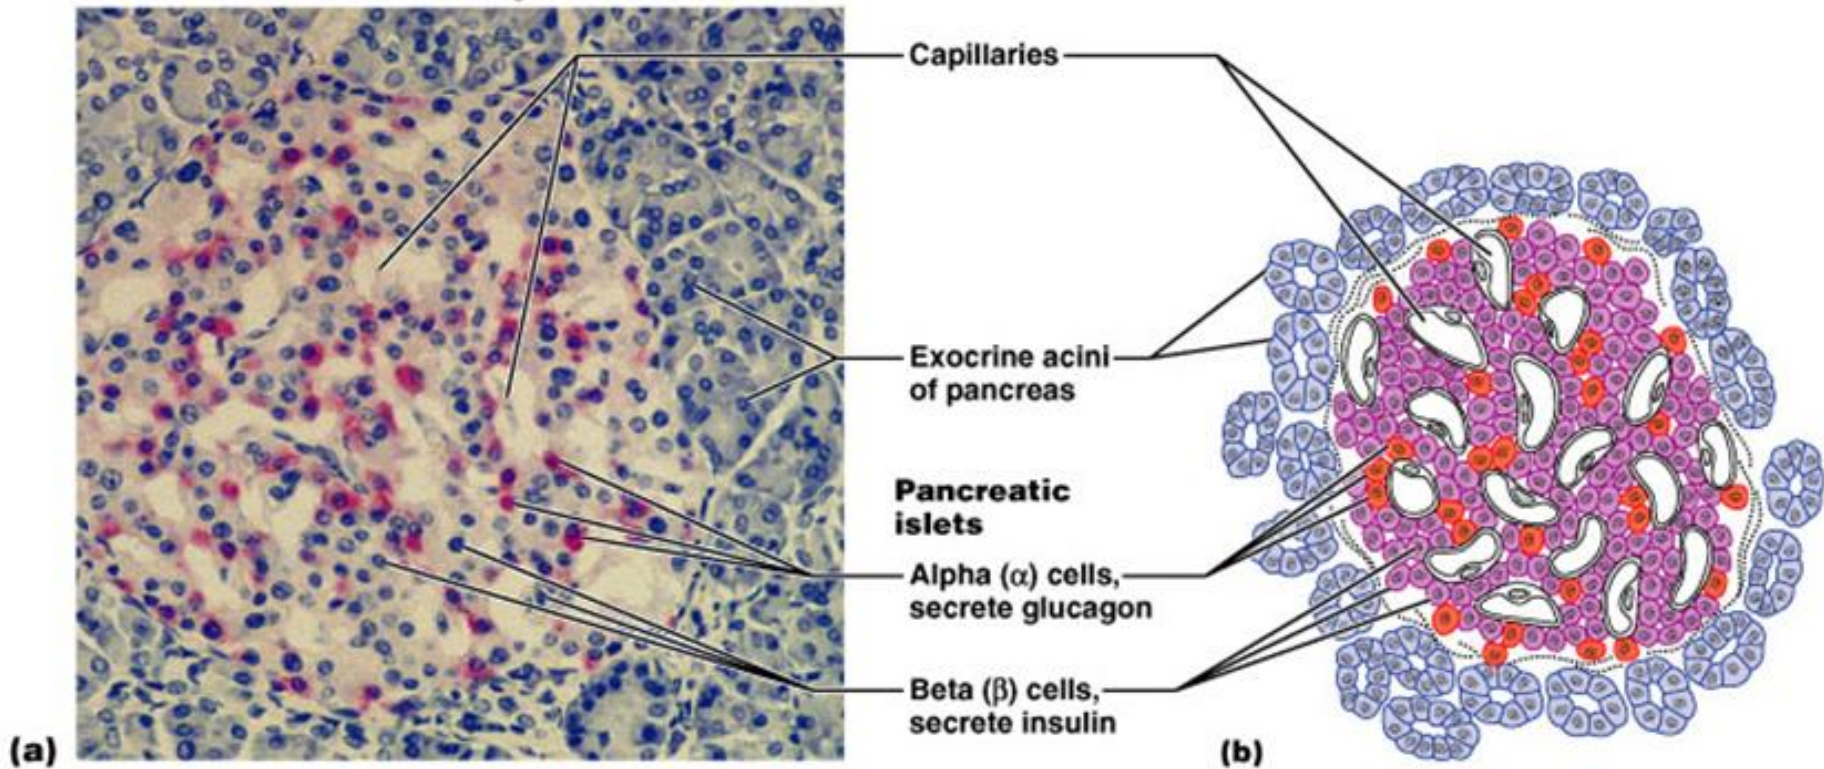 Capillaries
Exocrine acini
of pancreas
Pancreatic
islets
Alpha (α) cells,
secrete glucagon
Beta (β) cells,
secrete insulin
(a)
(b)